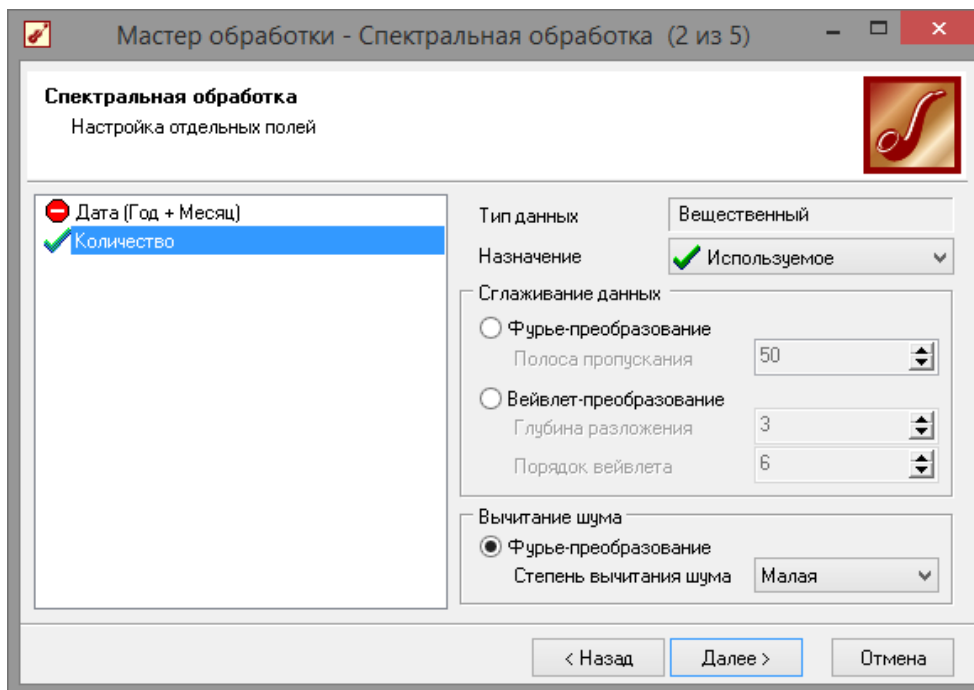 Мастер обработки - Спектральная обработка (2 из 5)
Спектральная обработка
Настройка отдельных полей
Дата (Год + Месяц)
Количество
Тип данных Вещественный
Назначение Используемое
Сглаживание данных
Фурье-преобразование
Полоса пропускания 50
Вейвлет-преобразование
Глубина разложения 3
Порядок вейвлета 6
Вычитание шума
Фурье-преобразование
Степень вычитания шума Малая
< Назад Далее > Отмена